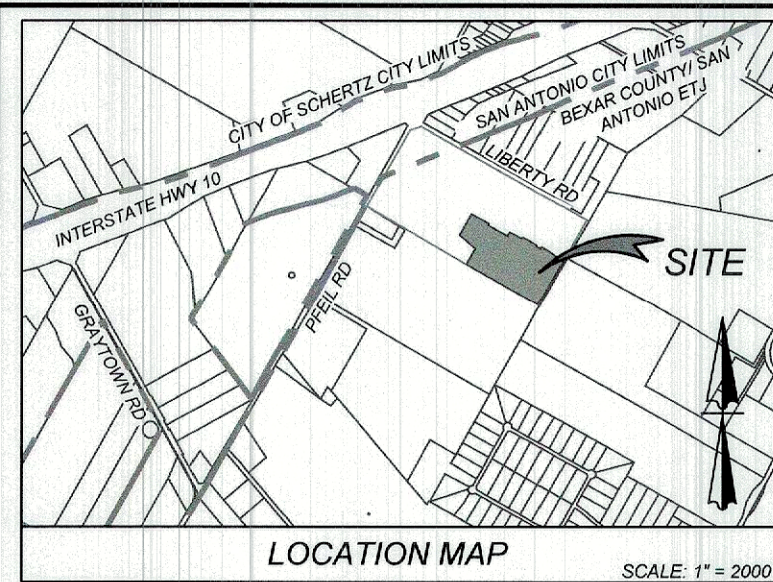 CITY OF SCHERTZ CITY LIMITS
SAN ANTONIO CITY LIMITS
BEXAR COUNTY/ SAN
ANTONIO ETJ
LIBERTY RD
INTERSTATE HWY 10
SITE
PFEIL RD
GRAYTOWN RD
LOCATION MAP
SCALE: 1" = 2000